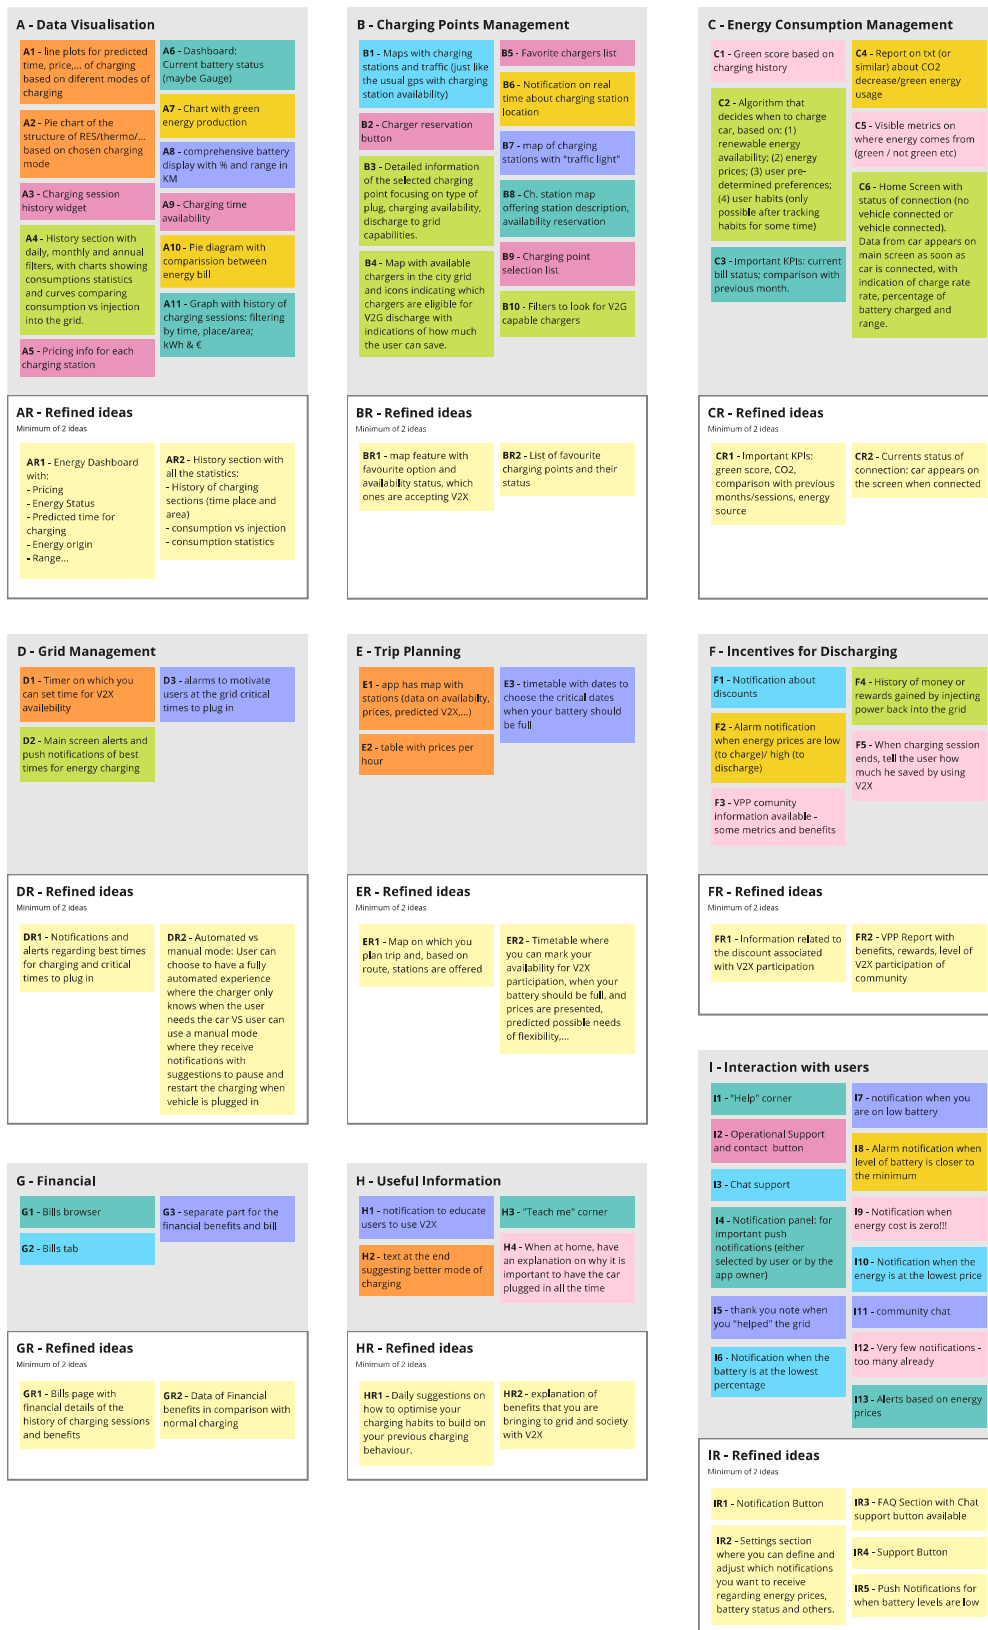 A - Data Visualisation
A1 - line plots for predicted
time, price,... of charging
based on diferent modes of
charging
A2 - Pie chart of the
structure of RES/thermo/...
based on chosen charging
mode
A3 - Charging session
history widget
A4 - History section with
daily, monthly and annual
filters, with charts showing
consumptions statistics
and curves comparing
consumption vs injection
into the grid.
A5 - Pricing info for each
charging station
A6 - Dashboard:
Current battery status
(maybe Gauge)
A7 - Chart with green
energy production
A8 - comprehensive battery
display with % and range in
KM
A9 - Charging time
availability
A10 - Pie diagram with
comparission between
energy bill
A11 - Graph with history of
charging sessions: filtering
by time, place/area;
kWh & €
AR - Refined ideas
Minimum of 2 ideas
AR1 - Energy Dashboard
with:
- Pricing
- Energy Status
- Predicted time for
charging
- Energy origin
- Range...
AR2 - History section with
all the statistics:
- History of charging
sections (time place and
area)
- consumption vs injection
- consumption statistics
B - Charging Points Management
B1 - Maps with charging
stations and traffic (just like
the usual gps with charging
station availability)
B2 - Charger reservation
button
B3 - Detailed information
of the selected charging
point focusing on type of
plug, charging availability,
discharge to grid
capabilities.
B4 - Map with available
chargers in the city grid
and icons indicating which
chargers are eligible for
V2G discharge with
indications of how much
the user can save.
B5 - Favorite chargers list
B6 - Notification on real
time about charging station
location
B7 - map of charging
stations with "traffic light"
B8 - Ch. station map
offering station description,
availability reservation
B9 - Charging point
selection list
B10 - Filters to look for V2G
capable chargers
BR - Refined ideas
Minimum of 2 ideas
BR1 - map feature with
favourite option and
availability status, which
ones are accepting V2X
BR2 - List of favourite
charging points and their
status
C - Energy Consumption Management
C1 - Green score based on
charging history
C2 - Algorithm that
decides when to charge
car, based on: (1)
renewable energy
availability; (2) energy
prices; (3) user pre-
determined preferences;
(4) user habits (only
possible after tracking
habits for some time)
C3 - Important KPIs: current
bill status; comparison with
previous month.
C4 - Report on txt (or
similar) about CO2
decrease/green energy
usage
C5 - Visible metrics on
where energy comes from
(green / not green etc)
C6 - Home Screen with
status of connection (no
vehicle connected or
vehicle connected).
Data from car appears on
main screen as soon as
car is connected, with
indication of charge rate
rate, percentage of
battery charged and
range.
CR - Refined ideas
Minimum of 2 ideas
CR1 - Important KPIs:
green score, CO2,
comparison with previous
months/sessions, energy
source
CR2 - Currents status of
connection: car appears on
the screen when connected
D - Grid Management
D1 - Timer on which you
can set time for V2X
availebility
D2 - Main screen alerts and
push notifications of best
times for energy charging
D3 - alarms to motivate
users at the grid critical
times to plug in
DR - Refined ideas
Minimum of 2 ideas
DR1 - Notifications and
alerts regarding best times
for charging and critical
times to plug in
DR2 - Automated vs
manual mode: User can
choose to have a fully
automated experience
where the charger only
knows when the user
needs the car VS user can
use a manual mode
where they receive
notifications with
suggestions to pause and
restart the charging when
vehicle is plugged in
E - Trip Planning
E1 - app has map with
stations (data on availabilty,
prices, predicted V2X,...)
E2 - table with prices per
hour
E3 - timetable with dates to
choose the critical dates
when your battery should
be full
ER - Refined ideas
Minimum of 2 ideas
ER1 - Map on which you
plan trip and, based on
route, stations are offered
ER2 - Timetable where
you can mark your
availability for V2X
participation, when your
battery should be full, and
prices are presented,
predicted possible needs
of flexibility,...
F - Incentives for Discharging
F1 - Notification about
discounts
F2 - Alarm notification
when energy prices are low
(to charge)/ high (to
discharge)
F3 - VPP comunity
information available -
some metrics and benefits
F4 - History of money or
rewards gained by injecting
power back into the grid
F5 - When charging session
ends, tell the user how
much he saved by using
V2X
FR - Refined ideas
Minimum of 2 ideas
FR1 - Information related to
the discount associated
with V2X participation
FR2 - VPP Report with
benefits, rewards, level of
V2X participation of
community
G - Financial
G1 - Bills browser
G2 - Bills tab
G3 - separate part for the
financial benefits and bill
GR - Refined ideas
Minimum of 2 ideas
GR1 - Bills page with
financial details of the
history of charging sessions
and benefits
GR2 - Data of Financial
benefits in comparison with
normal charging
H - Useful Information
H1 - notification to educate
users to use V2X
H2 - text at the end
suggesting better mode of
charging
H3 - "Teach me" corner
H4 - When at home, have
an explanation on why it is
important to have the car
plugged in all the time
HR - Refined ideas
Minimum of 2 ideas
HR1 - Daily suggestions on
how to optimise your
charging habits to build on
your previous charging
behaviour.
HR2 - explanation of
benefits that you are
bringing to grid and society
with V2X
I - Interaction with users
I1 - "Help" corner
I2 - Operational Support
and contact button
I3 - Chat support
I4 - Notification panel: for
important push
notifications (either
selected by user or by the
app owner)
I5 - thank you note when
you "helped" the grid
I6 - Notification when the
battery is at the lowest
percentage
I7 - notification when you
are on low battery
I8 - Alarm notification when
level of battery is closer to
the minimum
I9 - Notification when
energy cost is zero!!!
I10 - Notification when the
energy is at the lowest price
I11 - community chat
I12 - Very few notifications -
too many already
I13 - Alerts based on energy
prices
IR - Refined ideas
Minimum of 2 ideas
IR1 - Notification Button
IR2 - Settings section
where you can define and
adjust which notifications
you want to receive
regarding energy prices,
battery status and others.
IR3 - FAQ Section with Chat
support button available
IR4 - Support Button
IR5 - Push Notifications for
when battery levels are low